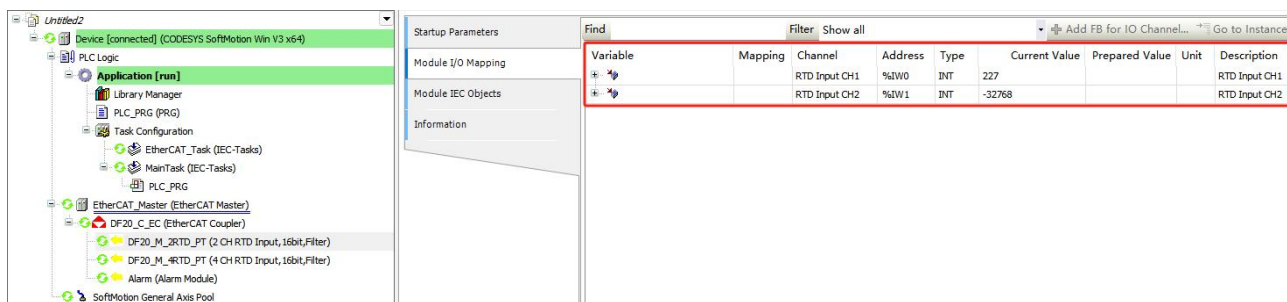 Untitled2
Device [connected] (CODESYS SoftMotion Win V3 x64)
PLC Logic
Application [run]
Library Manager
PLC_PRG (PRG)
Task Configuration
EtherCAT_Task (IEC-Tasks)
MainTask (IEC-Tasks)
PLC_PRG
EtherCAT_Master (EtherCAT Master)
DF20_C_EC (EtherCAT Coupler)
DF20_M_2RTD_PT (2 CH RTD Input,16bit,Filter)
DF20_M_4RTD_PT (4 CH RTD Input,16bit,Filter)
Alarm (Alarm Module)
SoftMotion General Axis Pool
Startup Parameters
Module I/O Mapping
Module IEC Objects
Information
Find Filter Show all Add FB for IO Channel... Go to Instance
Variable Mapping Channel Address Type Current Value Prepared Value Unit Description
RTD Input CH1 %IW0 INT 227 RTD Input CH1
RTD Input CH2 %IW1 INT -32768 RTD Input CH2